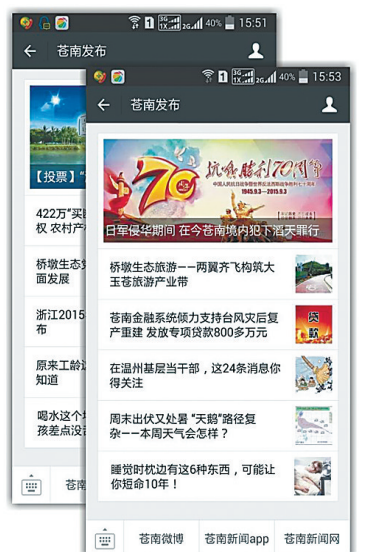 40% 15:51
苍南发布
【投票】"
422万"买
权 农村产
桥墩生态
面发展
浙江2015
布
原来工龄
知道
喝水这个
孩差点没
苍南
3G 1X 2G 40% 15:53
苍南发布
70
抗战胜利70周年
中国人民抗日战争暨世界反法西斯战争胜利七十周年
1945.9.3—2015.9.3
日军侵华期间 在今苍南境内犯下滔天罪行
桥墩生态旅游——两翼齐飞构筑大
玉苍旅游产业带
苍南金融系统倾力支持台风灾后复
产重建 发放专项贷款800多万元
贷
款
在温州基层当干部，这24条消息你
得关注
周末出伏又处暑 "天鹅"路径复
杂——本周天气会怎样？
睡觉时枕边有这6种东西，可能让
你短命10年！
苍南微博 苍南新闻app 苍南新闻网